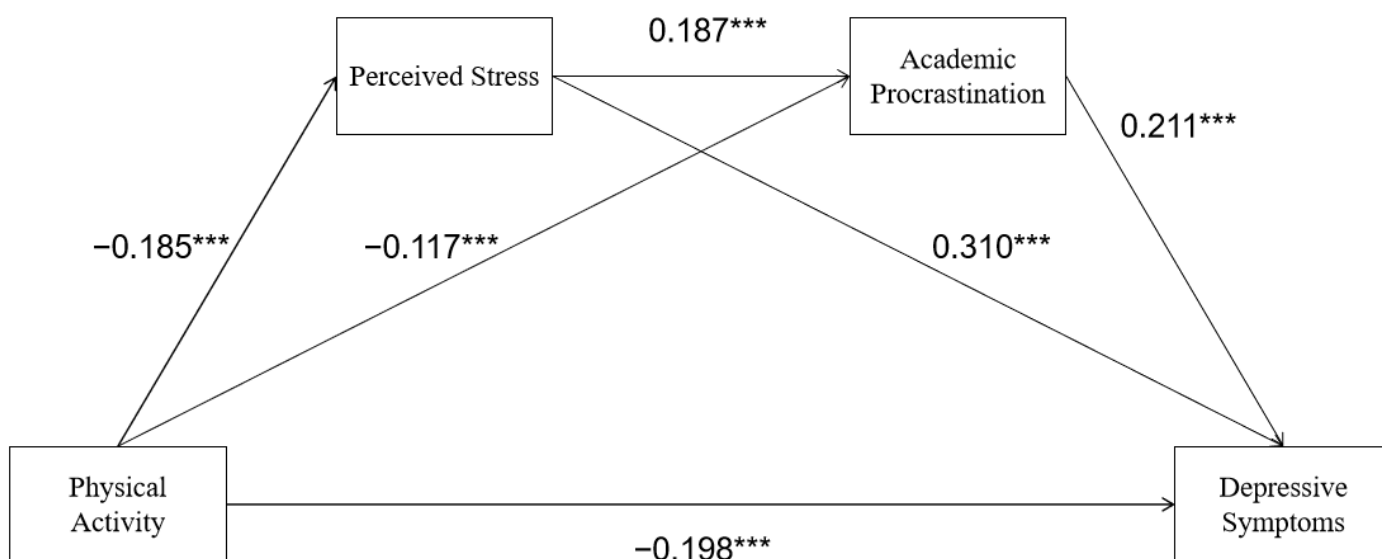 0.187***
Perceived Stress
Academic
Procrastination
0.211***
−0.185***
−0.117***
0.310***
Physical
Activity
Depressive
Symptoms
−0.198***